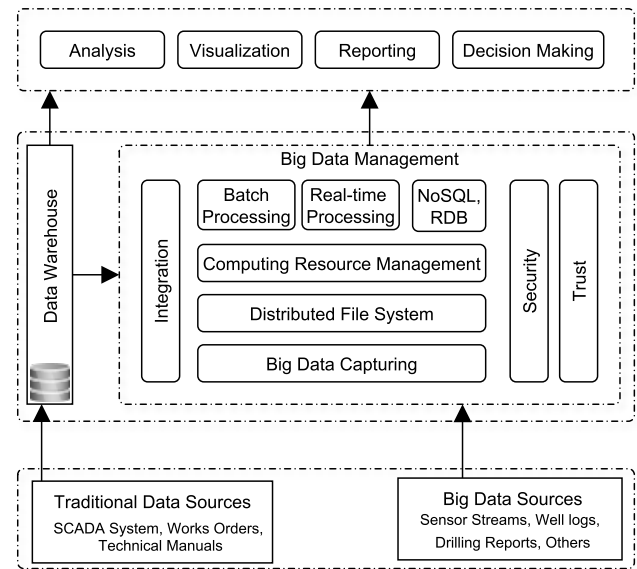 Analysis
Visualization
Reporting
Decision Making
Data Warehouse
Big Data Management
Integration
Batch
Processing
Real-time
Processing
NoSQL,
RDB
Computing Resource Management
Distributed File System
Big Data Capturing
Security
Trust
Traditional Data Sources
SCADA System, Works Orders,
Technical Manuals
Big Data Sources
Sensor Streams, Well logs,
Drilling Reports, Others